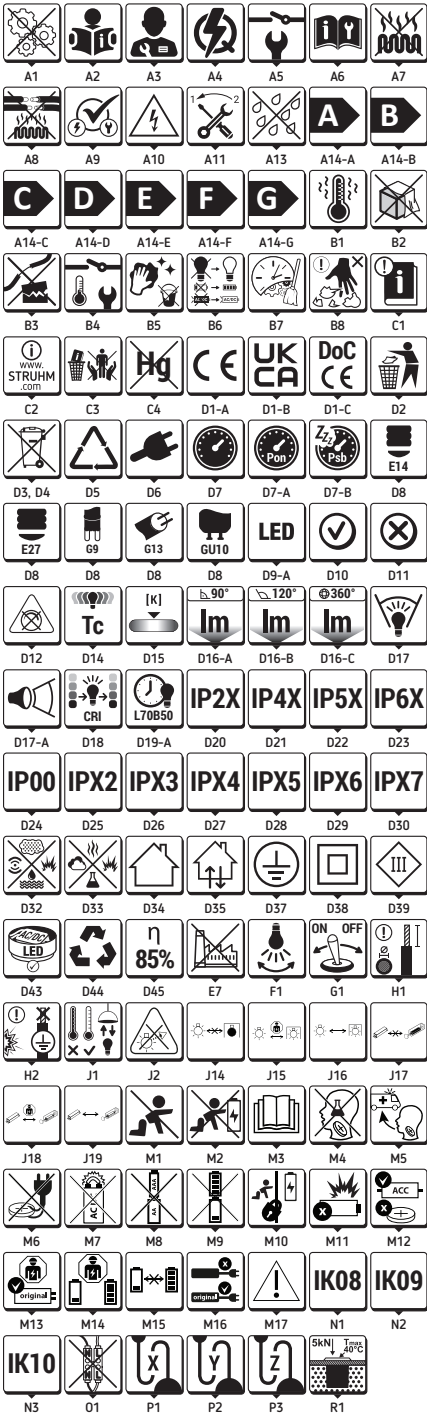 A1 A2 A3 A4 A5 A6 A7
1 2 A B
A8 A9 A10 A11 A13 A14-A A14-B
C D E F G
A14-C A14-D A14-E A14-F A14-G B1 B2
B3 B4 B5 B6 B7 B8 C1
www.
STRUHM
.com
Hg CE UK
CA DoC
CE
C2 C3 C4 D1-A D1-B D1-C D2
Pon Zzz
Psb E14
D3, D4 D5 D6 D7 D7-A D7-B D8
E27 G9 G13 GU10 LED
D8 D8 D8 D8 D9-A D10 D11
Tc [K] 90°
lm 120°
lm 360°
lm
D12 D14 D15 D16-A D16-B D16-C D17
CRI L70B50 IP2X IP4X IP5X IP6X
D17-A D18 D19-A D20 D21 D22 D23
IP00 IPX2 IPX3 IPX4 IPX5 IPX6 IPX7
D24 D25 D26 D27 D28 D29 D30
III
D32 D33 D34 D35 D37 D38 D39
AC/DC
LED η
85% ON OFF
D43 D44 D45 E7 F1 G1 H1
H2 J1 J2 J14 J15 J16 J17
J18 J19 M1 M2 M3 M4 M5
AC AAA
AA ACC
M6 M7 M8 M9 M10 M11 M12
original original IK08 IK09
M13 M14 M15 M16 M17 N1 N2
IK10 X Y Z 5kN Tmax
40°C
N3 O1 P1 P2 P3 R1